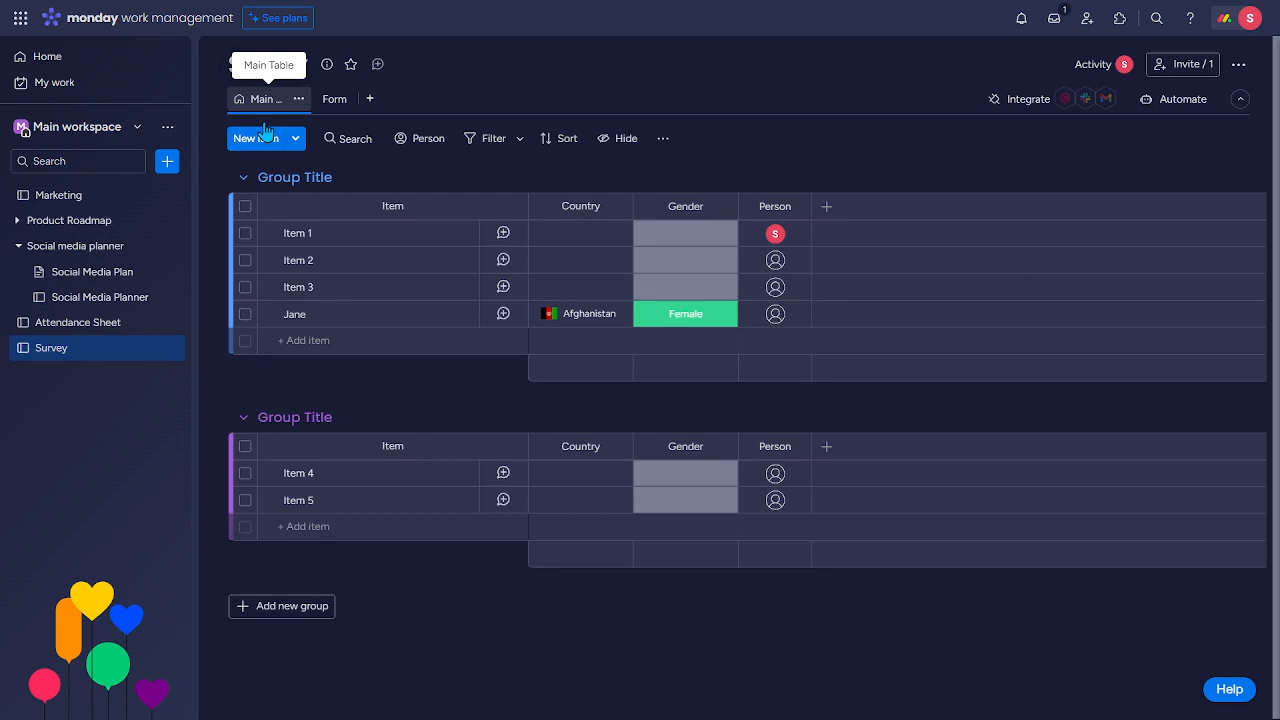 monday work management
See plans
1
S
Home
My work
M
Main workspace
Search
Marketing
Product Roadmap
Social media planner
Social Media Plan
Social Media Planner
Attendance Sheet
Survey
Main Table
Activity
S
Invite / 1
Main ...
Form
Integrate
Automate
Search
Person
Filter
Sort
Hide
Group Title
Item
Country
Gender
Person
Item 1
S
Item 2
Item 3
Jane
Afghanistan
Female
+ Add item
Group Title
Item
Country
Gender
Person
Item 4
Item 5
+ Add item
Add new group
Help